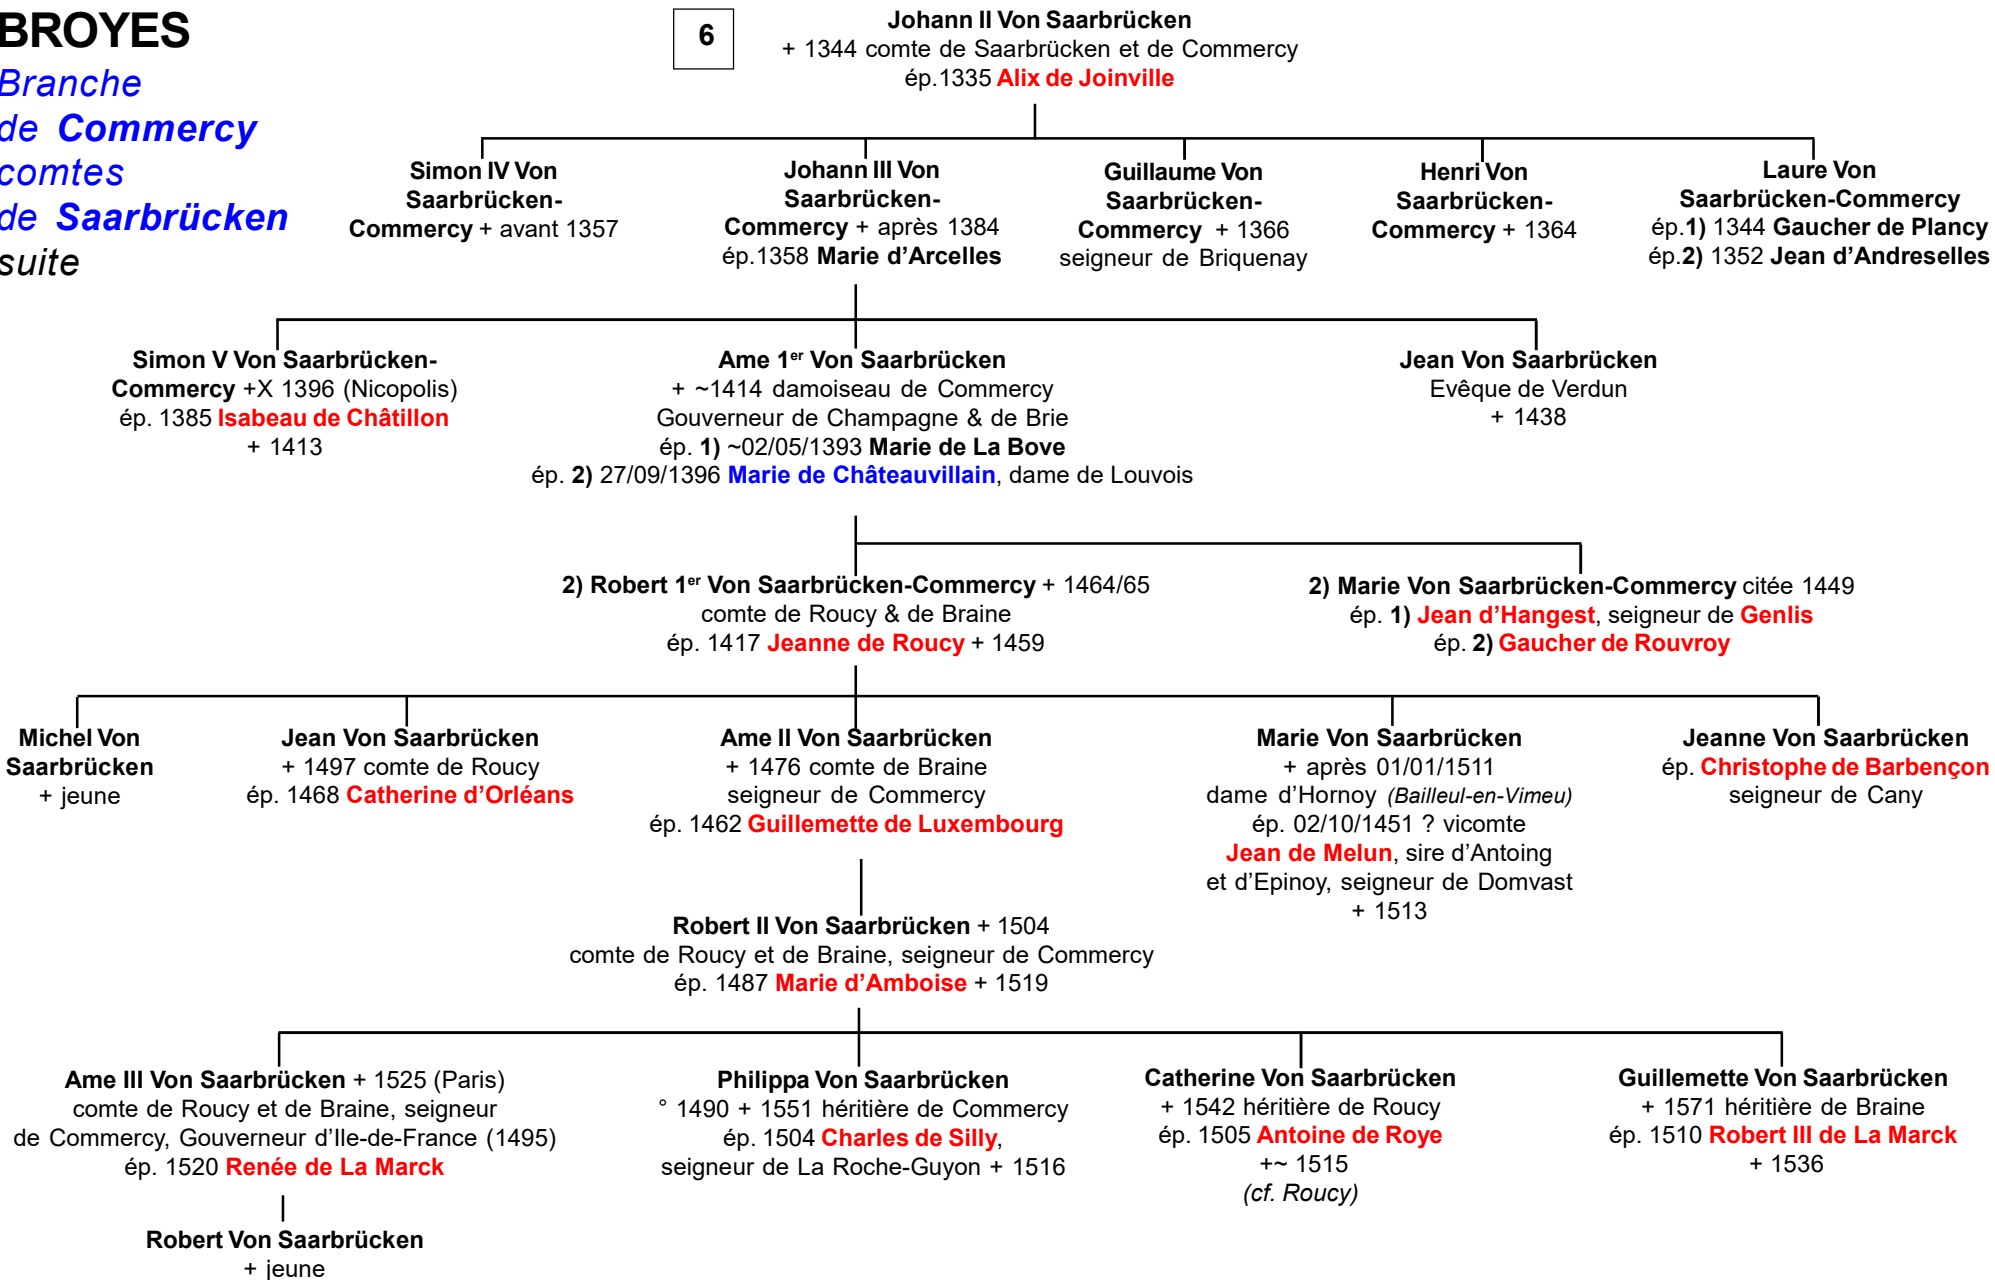 BROYES
Branche
de Commercy
comtes
de Saarbrücken
suite
6
Johann II Von Saarbrücken
+ 1344 comte de Saarbrücken et de Commercy
ép.1335 Alix de Joinville
Simon IV Von
Saarbrücken-
Commercy + avant 1357
Johann III Von
Saarbrücken-
Commercy + après 1384
ép.1358 Marie d'Arcelles
Guillaume Von
Saarbrücken-
Commercy + 1366
seigneur de Briquenay
Henri Von
Saarbrücken-
Commercy + 1364
Laure Von
Saarbrücken-Commercy
ép.1) 1344 Gaucher de Plancy
ép.2) 1352 Jean d'Andreselles
Simon V Von Saarbrücken-
Commercy +X 1396 (Nicopolis)
ép. 1385 Isabeau de Châtillon
+ 1413
Ame 1er Von Saarbrücken
+ ~1414 damoiseau de Commercy
Gouverneur de Champagne & de Brie
ép. 1) ~02/05/1393 Marie de La Bove
ép. 2) 27/09/1396 Marie de Châteauvillain, dame de Louvois
Jean Von Saarbrücken
Evêque de Verdun
+ 1438
2) Robert 1er Von Saarbrücken-Commercy + 1464/65
comte de Roucy & de Braine
ép. 1417 Jeanne de Roucy + 1459
2) Marie Von Saarbrücken-Commercy citée 1449
ép. 1) Jean d'Hangest, seigneur de Genlis
ép. 2) Gaucher de Rouvroy
Michel Von
Saarbrücken
+ jeune
Jean Von Saarbrücken
+ 1497 comte de Roucy
ép. 1468 Catherine d'Orléans
Ame II Von Saarbrücken
+ 1476 comte de Braine
seigneur de Commercy
ép. 1462 Guillemette de Luxembourg
Marie Von Saarbrücken
+ après 01/01/1511
dame d'Hornoy (Bailleul-en-Vimeu)
ép. 02/10/1451 ? vicomte
Jean de Melun, sire d'Antoing
et d'Epinoy, seigneur de Domvast
+ 1513
Jeanne Von Saarbrücken
ép. Christophe de Barbençon
seigneur de Cany
Robert II Von Saarbrücken + 1504
comte de Roucy et de Braine, seigneur de Commercy
ép. 1487 Marie d'Amboise + 1519
Ame III Von Saarbrücken + 1525 (Paris)
comte de Roucy et de Braine, seigneur
de Commercy, Gouverneur d'Ile-de-France (1495)
ép. 1520 Renée de La Marck
Philippa Von Saarbrücken
° 1490 + 1551 héritière de Commercy
ép. 1504 Charles de Silly,
seigneur de La Roche-Guyon + 1516
Catherine Von Saarbrücken
+ 1542 héritière de Roucy
ép. 1505 Antoine de Roye
+~ 1515
(cf. Roucy)
Guillemette Von Saarbrücken
+ 1571 héritière de Braine
ép. 1510 Robert III de La Marck
+ 1536
Robert Von Saarbrücken
+ jeune